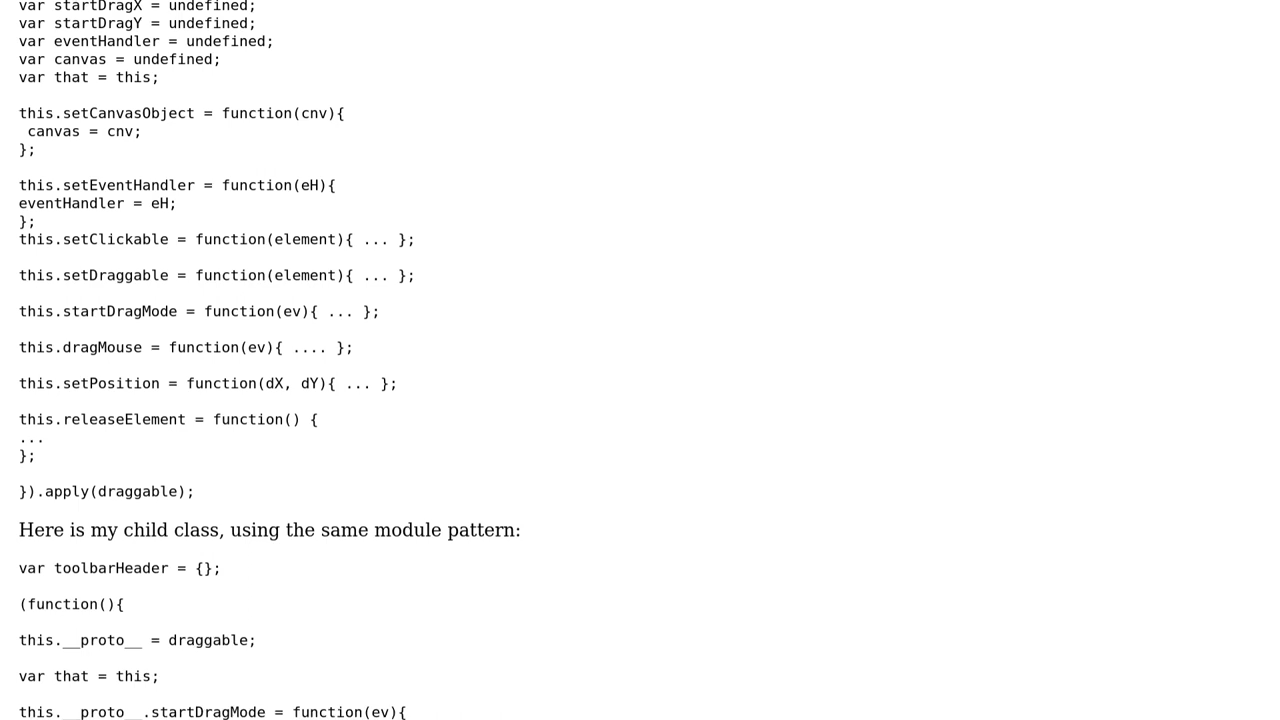 var startDragX = undefined;
var startDragY = undefined;
var eventHandler = undefined;
var canvas = undefined;
var that = this;
this.setCanvasObject = function(cnv){
canvas = cnv;
};
this.setEventHandler = function(eH){
eventHandler = eH;
};
this.setClickable = function(element){ ... };
this.setDraggable = function(element){ ... };
this.startDragMode = function(ev){ ... };
this.dragMouse = function(ev){ .... };
this.setPosition = function(dX, dY){ ... };
this.releaseElement = function() {
...
};
}).apply(draggable);
Here is my child class, using the same module pattern:
var toolbarHeader = {};
(function(){
this.__proto__ = draggable;
var that = this;
this.__proto__.startDragMode = function(ev){